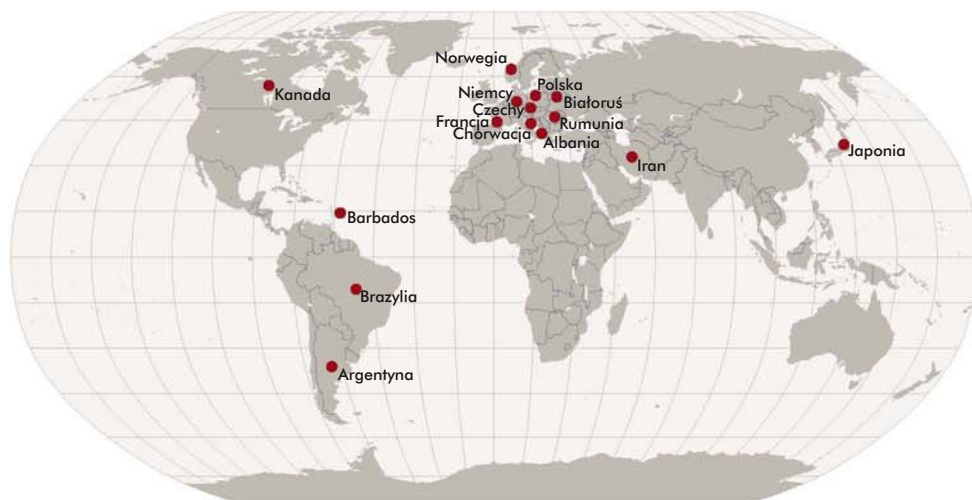 Norwegia
Kanada
Polska
Niemcy
Białoruś
Czechy
Francja
Rumunia
Chorwacja
Albania
Japonia
Iran
Barbados
Brazylia
Argentyna